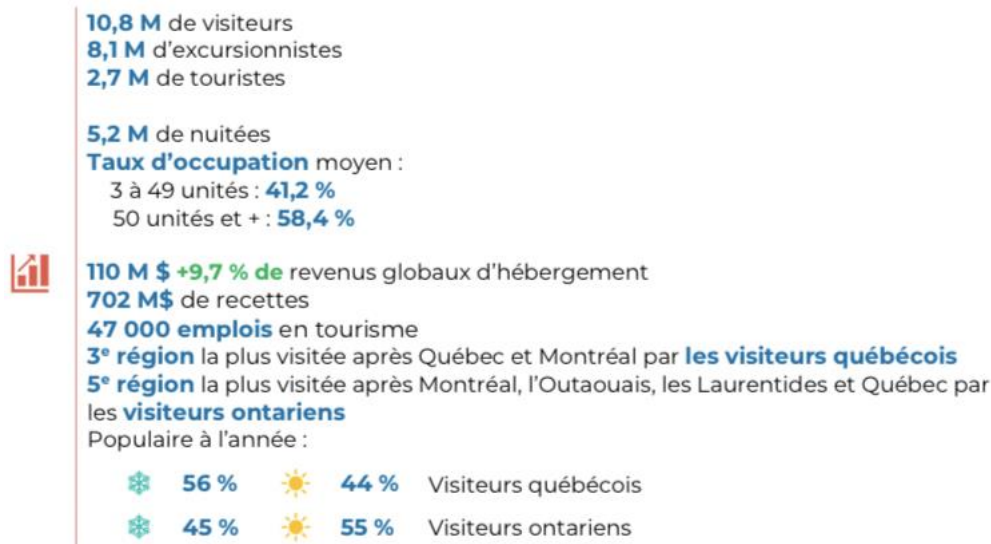 10,8 M de visiteurs
8,1 M d'excursionnistes
2,7 M de touristes
5,2 M de nuitées
Taux d'occupation moyen :
3 à 49 unités : 41,2 %
50 unités et + : 58,4 %
110 M $ +9,7 % de revenus globaux d'hébergement
702 M$ de recettes
47 000 emplois en tourisme
3e région la plus visitée après Québec et Montréal par les visiteurs québécois
5e région la plus visitée après Montréal, l'Outaouais, les Laurentides et Québec par
les visiteurs ontariens
Populaire à l'année :
56 % 44 % Visiteurs québécois
45 % 55 % Visiteurs ontariens